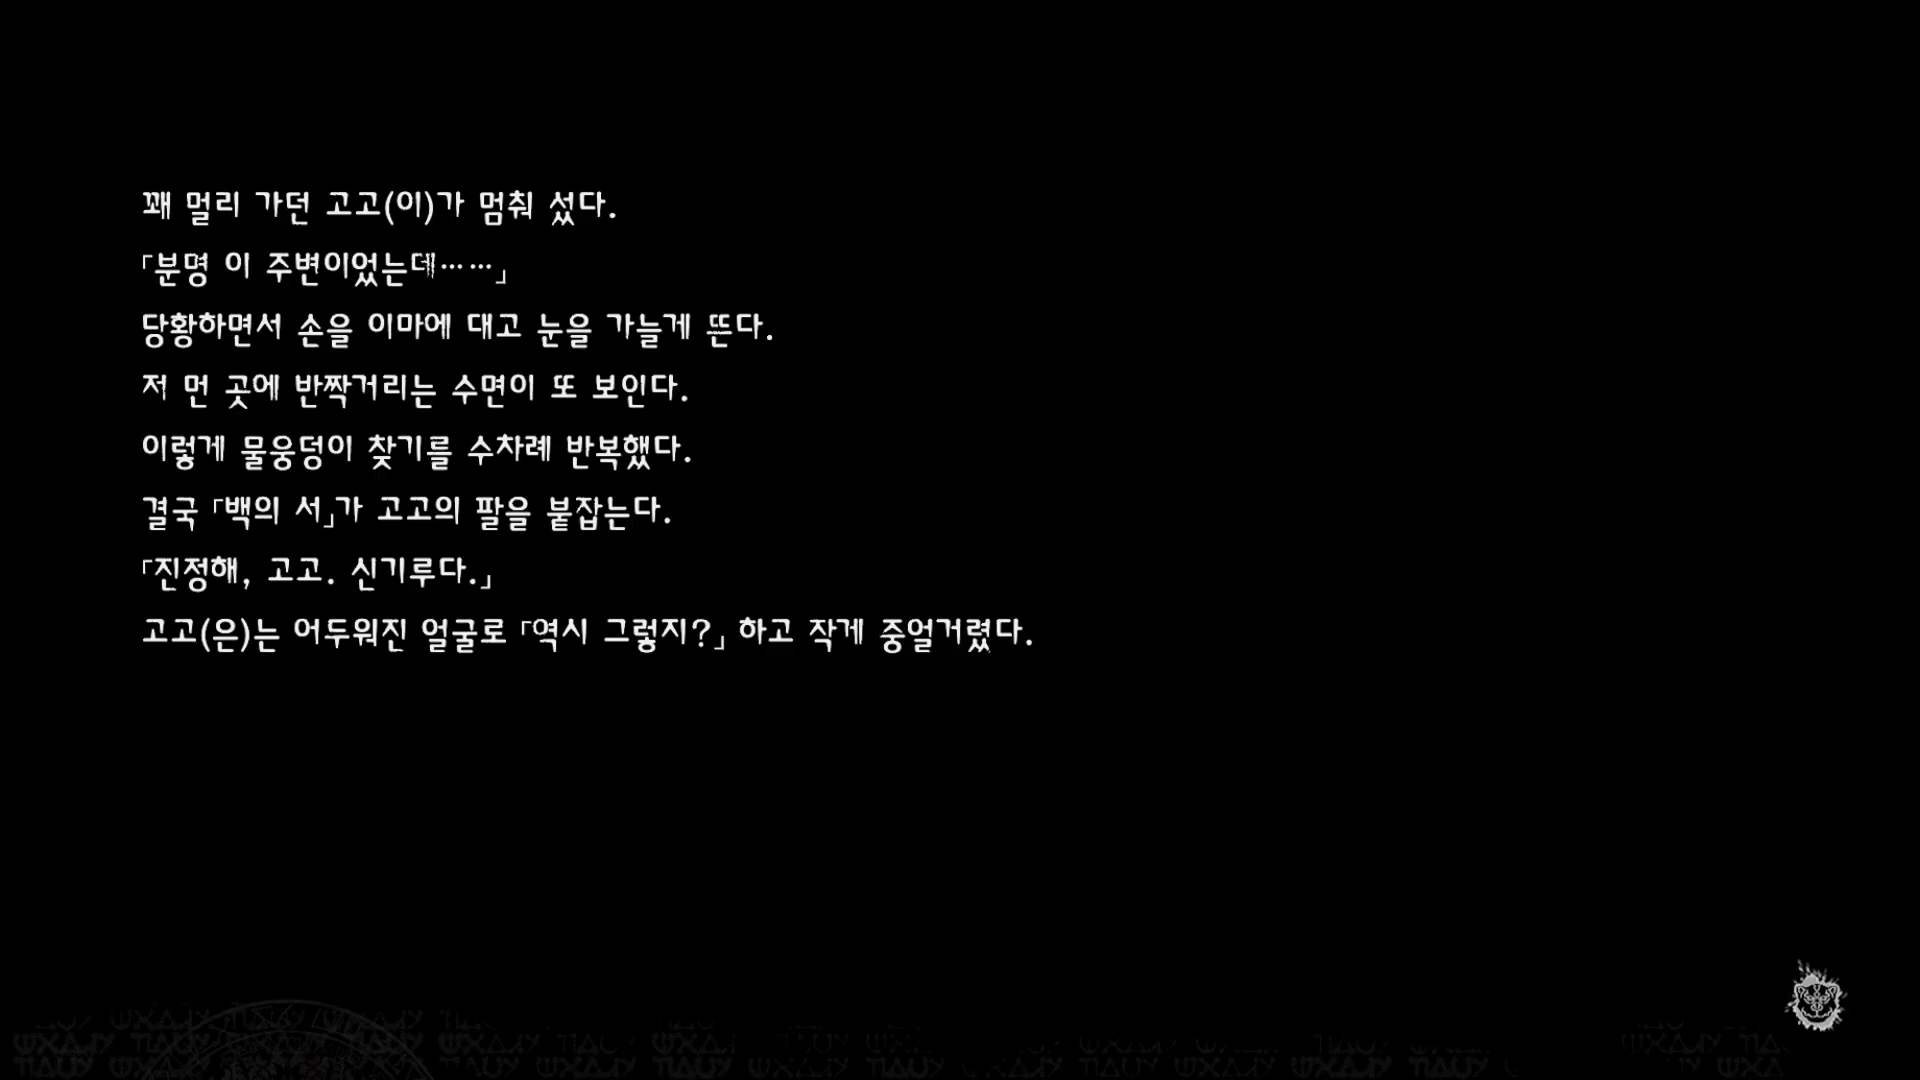 꽤 멀리 가던 고고(이)가 멈춰 섰다.
「분명 이 주변이었는데……」
당황하면서 손을 이마에 대고 눈을 가늘게 뜬다.
저 먼 곳에 반짝거리는 수면이 또 보인다.
이렇게 물웅덩이 찾기를 수차례 반복했다.
결국 「백의 서」가 고고의 팔을 붙잡는다.
「진정해, 고고. 신기루다.」
고고(은)는 어두워진 얼굴로 「역시 그렇지?」 하고 작게 중얼거렸다.